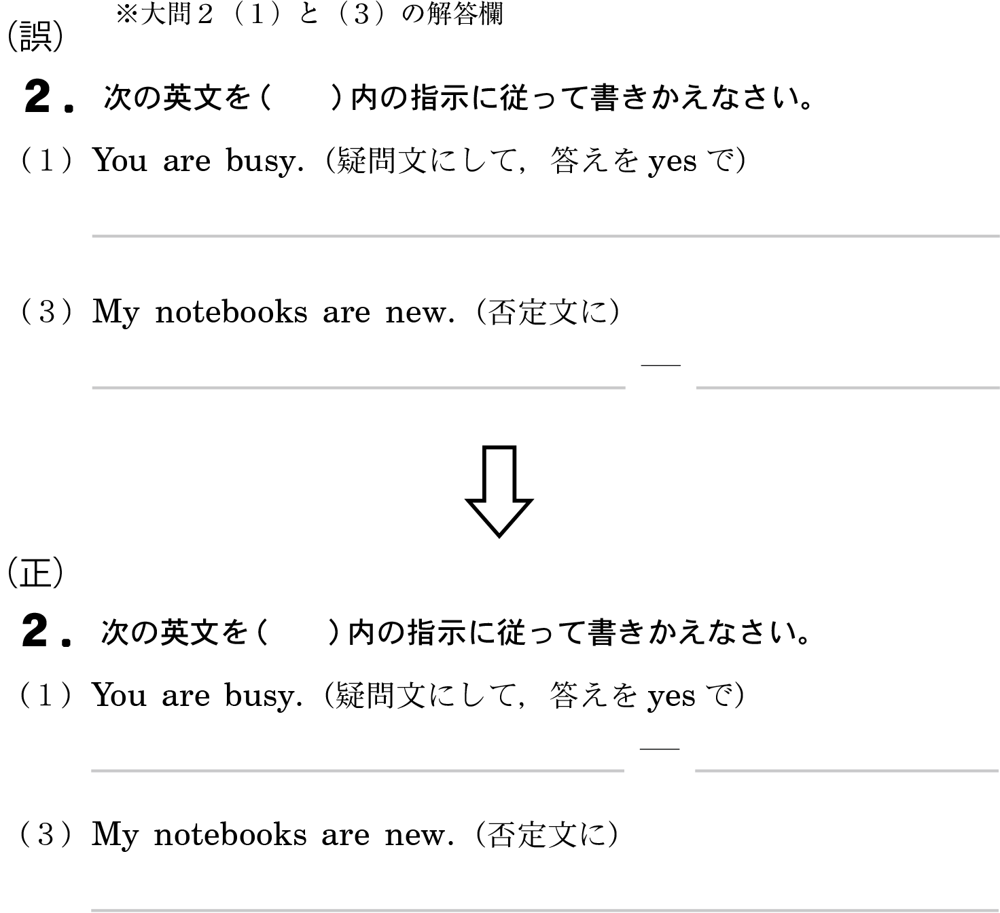 ※大問２（１）と（３）の解答欄
（誤）
2． 次の英文を（　　）内の指示に従って書きかえなさい。
（１）You are busy.（疑問文にして，答えを yes で）
（３）My notebooks are new.（否定文に）
―
（正）
2． 次の英文を（　　）内の指示に従って書きかえなさい。
（１）You are busy.（疑問文にして，答えを yes で）
―
（３）My notebooks are new.（否定文に）